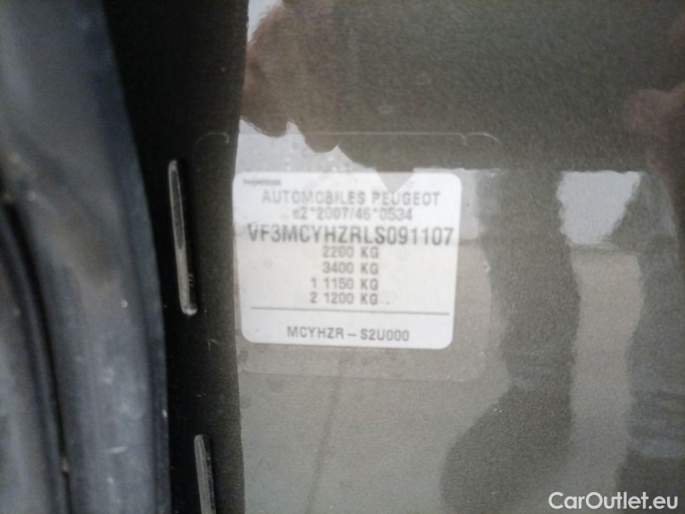 AUTOMOBILES PEUGEOT
e2*2007/46*0534
VF3MCYHZRLS091107
2200 KG
3400 KG
1 1150 KG
2 1200 KG
MCYHZR - S2U000
CarOutlet.eu